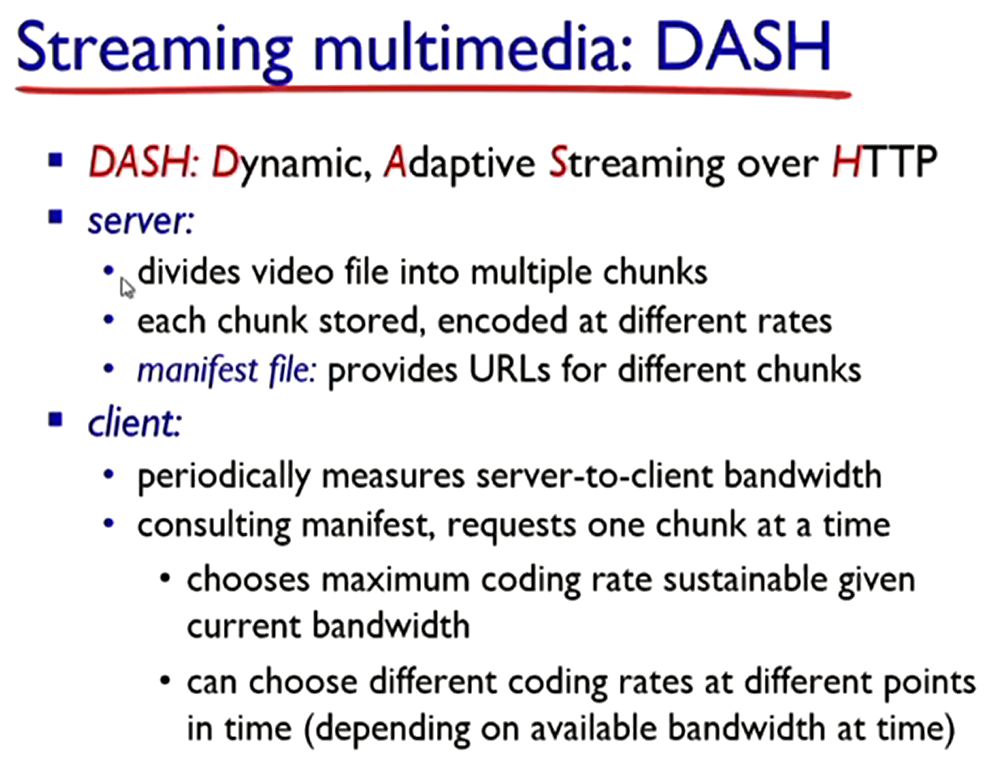 Streaming multimedia: DASH
DASH: Dynamic, Adaptive Streaming over HTTP
server:
divides video file into multiple chunks
each chunk stored, encoded at different rates
manifest file: provides URLs for different chunks
client:
periodically measures server-to-client bandwidth
consulting manifest, requests one chunk at a time
chooses maximum coding rate sustainable given
current bandwidth
can choose different coding rates at different points
in time (depending on available bandwidth at time)